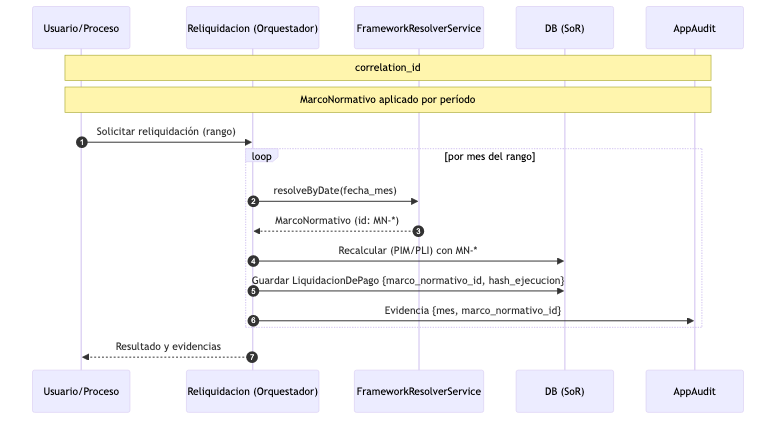 Usuario/Proceso
Reliquidacion (Orquestador)
FrameworkResolverService
DB (SoR)
AppAudit
correlation_id
MarcoNormativo aplicado por período
1
Solicitar reliquidación (rango)
loop
[por mes del rango]
2
resolveByDate(fecha_mes)
MarcoNormativo (id: MN-*)
3
Recalcular (PIM/PLI) con MN-*
4
Guardar LiquidacionDePago {marco_normativo_id, hash_ejecucion}
5
Evidencia {mes, marco_normativo_id}
6
Resultado y evidencias
7
Usuario/Proceso
Reliquidacion (Orquestador)
FrameworkResolverService
DB (SoR)
AppAudit